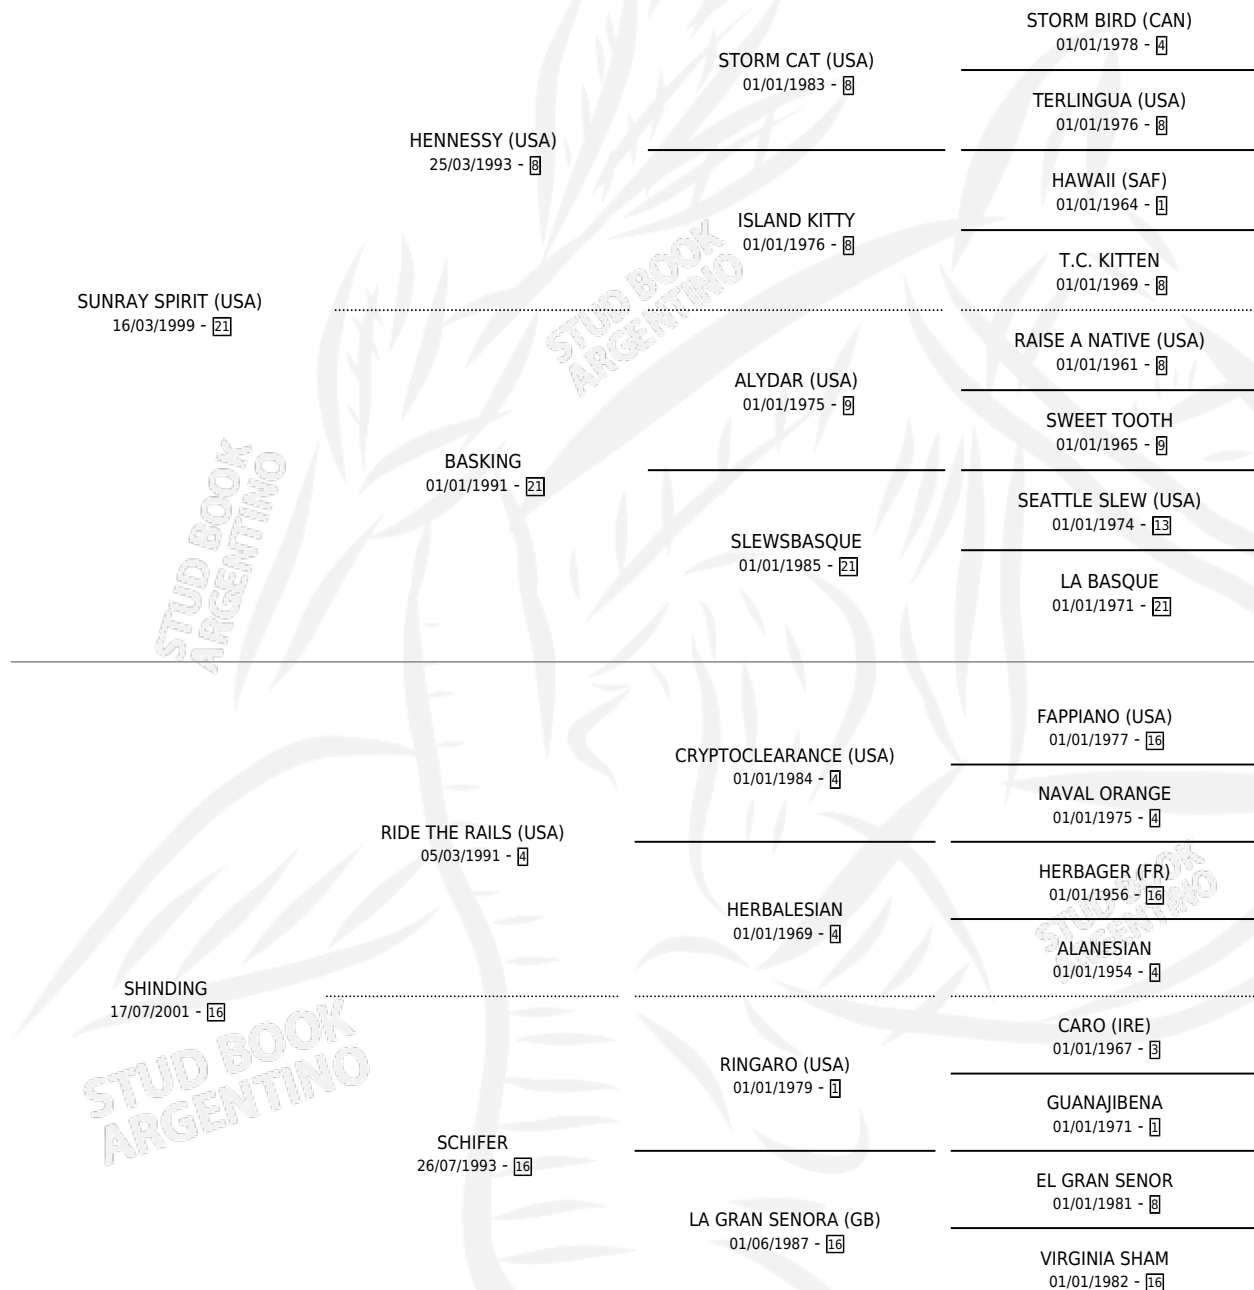 STORM BIRD (CAN)
01/01/1978 - 4
STORM CAT (USA)
01/01/1983 - 8
TERLINGUA (USA)
01/01/1976 - 8
HENNESSY (USA)
25/03/1993 - 8
HAWAII (SAF)
01/01/1964 - 1
ISLAND KITTY
01/01/1976 - 8
T.C. KITTEN
01/01/1969 - 8
SUNRAY SPIRIT (USA)
16/03/1999 - 21
STUD BOOK
ARGENTINO
RAISE A NATIVE (USA)
01/01/1961 - 8
ALYDAR (USA)
01/01/1975 - 9
SWEET TOOTH
01/01/1965 - 9
BASKING
01/01/1991 - 21
SEATTLE SLEW (USA)
01/01/1974 - 13
SLEWSBASQUE
01/01/1985 - 21
LA BASQUE
01/01/1971 - 21
STUD BOOK
ARGENTINO
FAPPIANO (USA)
01/01/1977 - 16
CRYPTOCLEARANCE (USA)
01/01/1984 - 4
NAVAL ORANGE
01/01/1975 - 4
RIDE THE RAILS (USA)
05/03/1991 - 4
HERBAGER (FR)
01/01/1956 - 16
HERBALESIAN
01/01/1969 - 4
STUD BOOK
ARGENTINO
ALANESIAN
01/01/1954 - 4
SHINDING
17/07/2001 - 16
CARO (IRE)
01/01/1967 - 3
RINGARO (USA)
01/01/1979 - 1
GUANAJIBENA
01/01/1971 - 1
STUD BOOK
ARGENTINO
SCHIFER
26/07/1993 - 16
EL GRAN SENOR
01/01/1981 - 8
LA GRAN SENORA (GB)
01/06/1987 - 16
VIRGINIA SHAM
01/01/1982 - 16